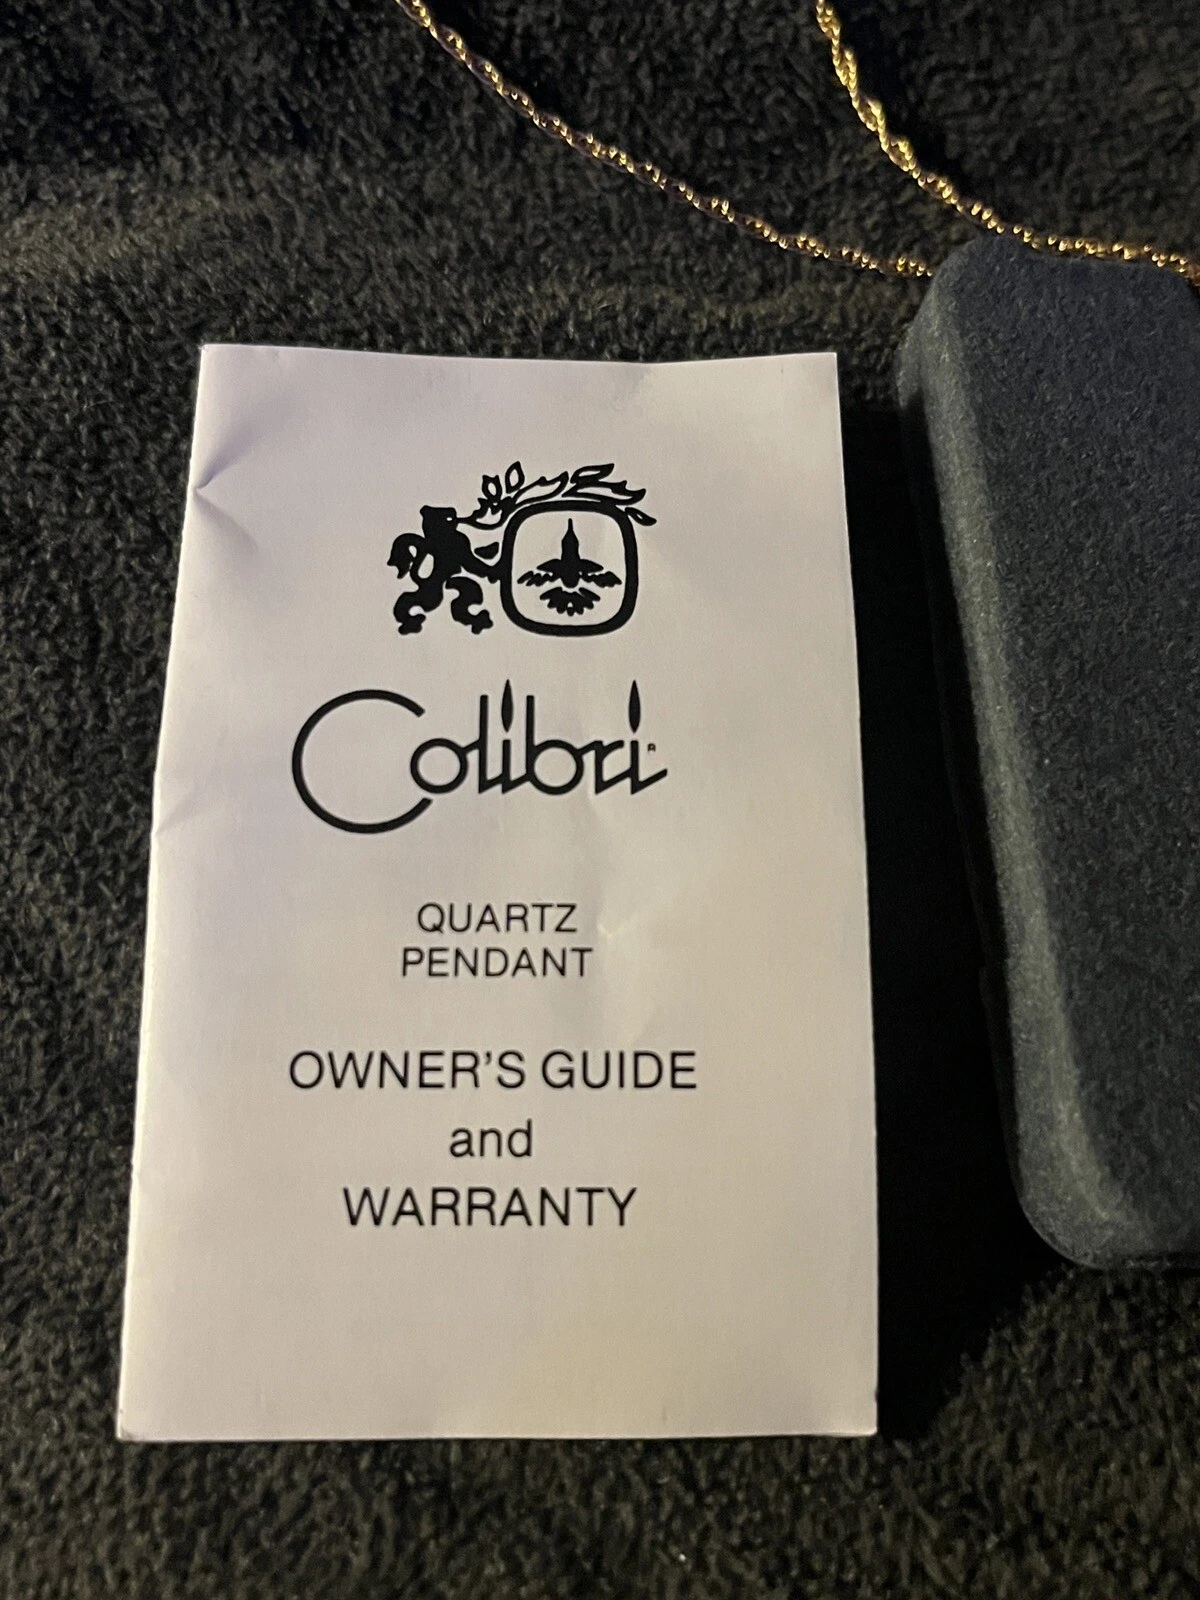 Colibri®
QUARTZ
PENDANT
OWNER'S GUIDE
and
WARRANTY